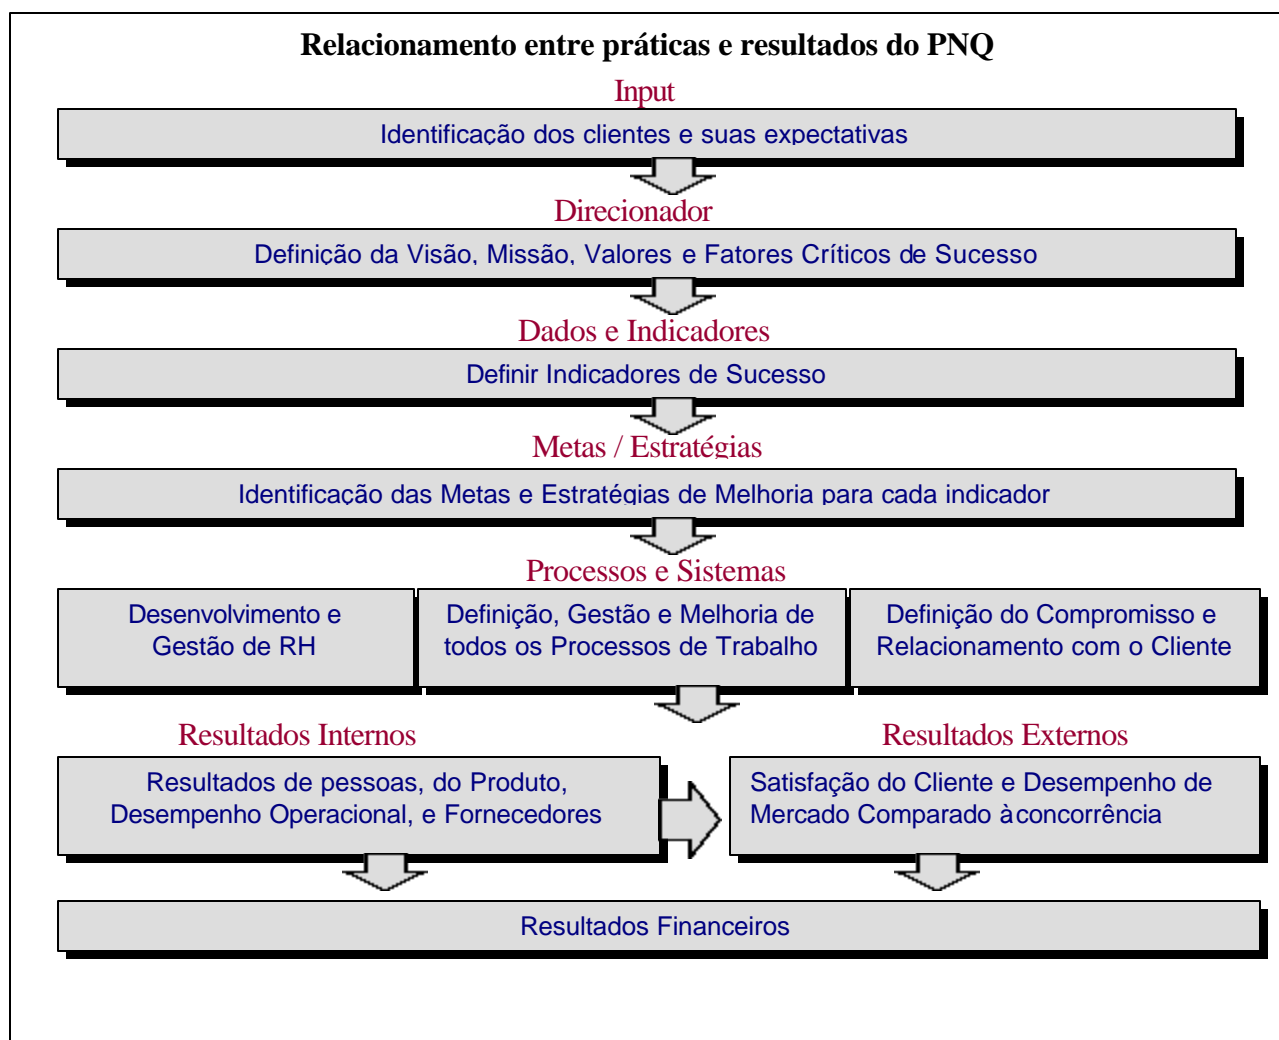 Relacionamento entre práticas e resultados do PNQ
Input
Identificação dos clientes e suas expectativas
Direcionador
Definição da Visão, Missão, Valores e Fatores Críticos de Sucesso
Dados e Indicadores
Definir Indicadores de Sucesso
Metas / Estratégias
Identificação das Metas e Estratégias de Melhoria para cada indicador
Processos e Sistemas
Desenvolvimento e
Gestão de RH
Definição, Gestão e Melhoria de
todos os Processos de Trabalho
Definição do Compromisso e
Relacionamento com o Cliente
Resultados Internos
Resultados Externos
Resultados de pessoas, do Produto,
Desempenho Operacional, e Fornecedores
Satisfação do Cliente e Desempenho de
Mercado Comparado àconcorrência
Resultados Financeiros